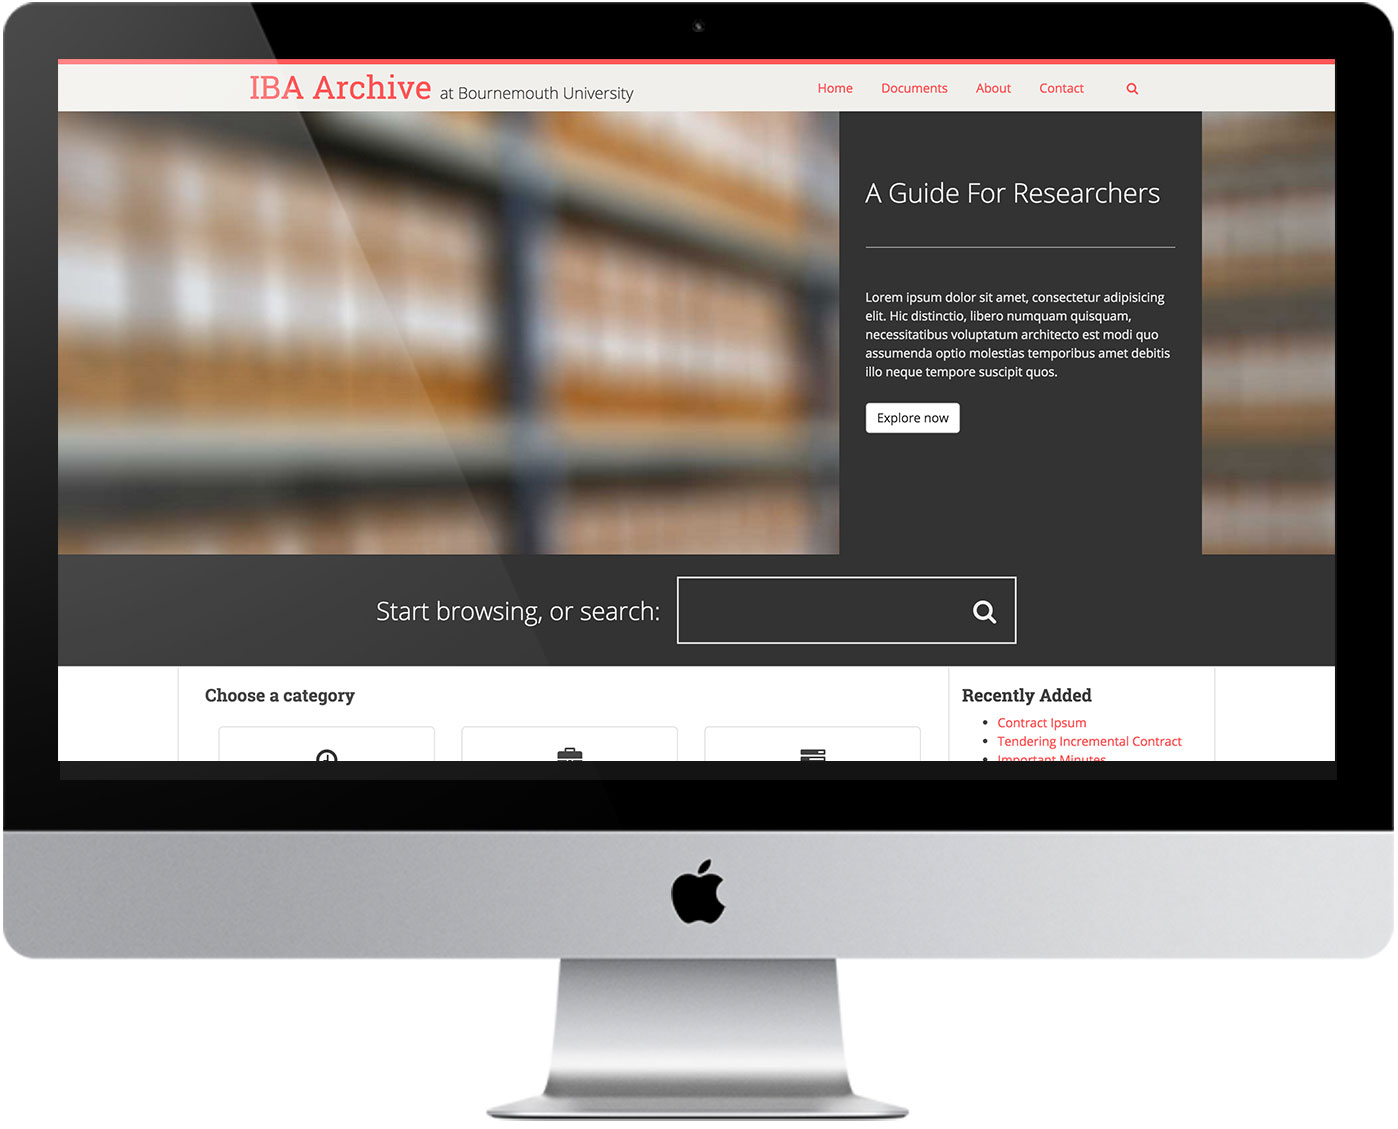 IBA Archive at Bournemouth University
Home Documents About Contact
A Guide For Researchers
Lorem ipsum dolor sit amet, consectetur adipisicing
elit. Hic distinctio, libero numquam quisquam,
necessitatibus voluptatum architecto est modi quo
assumenda optio molestias temporibus amet debitis
illo neque tempore suscipit quos.
Explore now
Start browsing, or search:
Choose a category
Recently Added
Contract Ipsum
Tendering Incremental Contract
Important Minutes